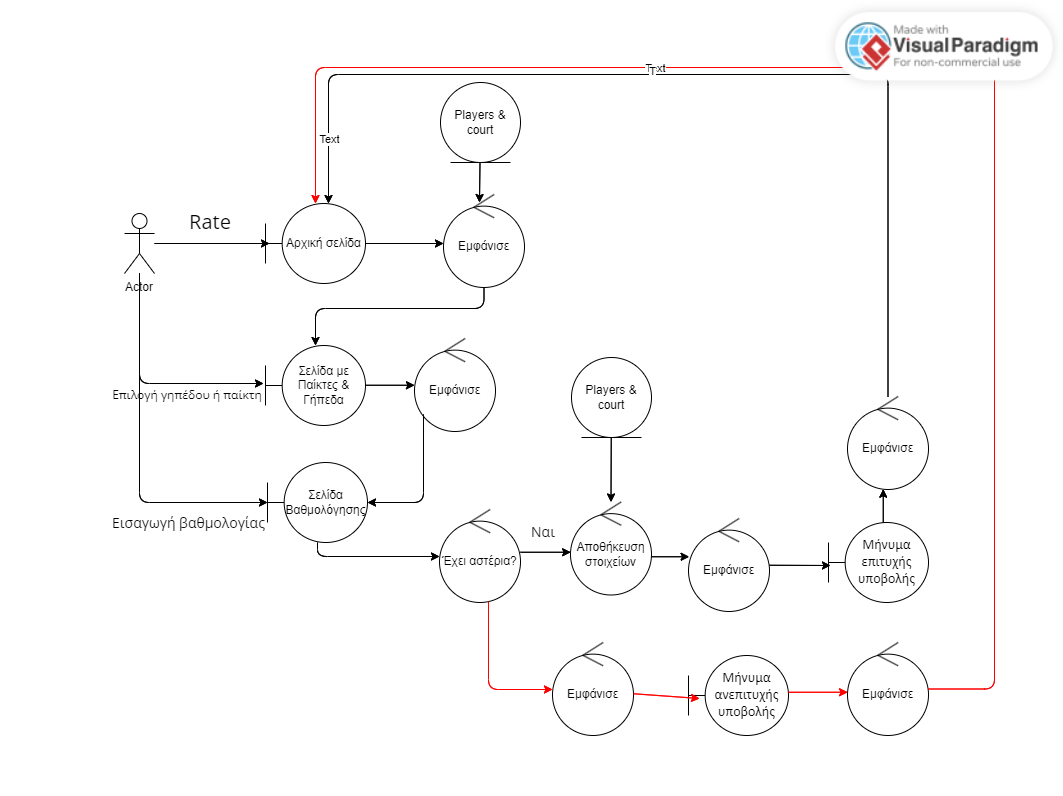 Made with
Visual Paradigm
For non-commercial use
Text
Text
Players &
court
Rate
Αρχική σελίδα
Εμφάνισε
Actor
Σελίδα με
Παίκτες &
Γήπεδα
Εμφάνισε
Επιλογή γηπέδου ή παίκτη
Players &
court
Εμφάνισε
Σελίδα
Βαθμολόγησης
Εισαγωγή βαθμολογίας
Έχει αστέρια?
Ναι
Αποθήκευση
στοιχείων
Εμφάνισε
Μήνυμα
επιτυχής
υποβολής
Εμφάνισε
Μήνυμα
ανεπιτυχής
υποβολής
Εμφάνισε